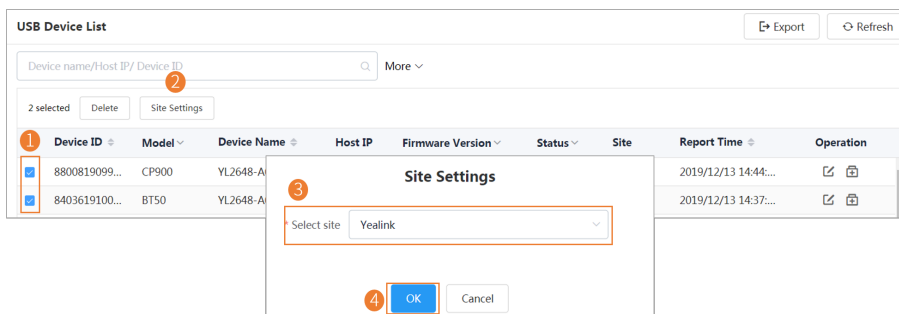 USB Device List
Export
Refresh
Device name/Host IP/ Device ID
More
2
2 selected
Delete
Site Settings
1
Device ID
Model
Device Name
Host IP
Firmware Version
Status
Site
Report Time
Operation
8800819099...
CP900
YL2648-A
2019/12/13 14:44:...
8403619100...
BT50
YL2648-A
2019/12/13 14:37:...
Site Settings
3
* Select site
Yealink
4
OK
Cancel